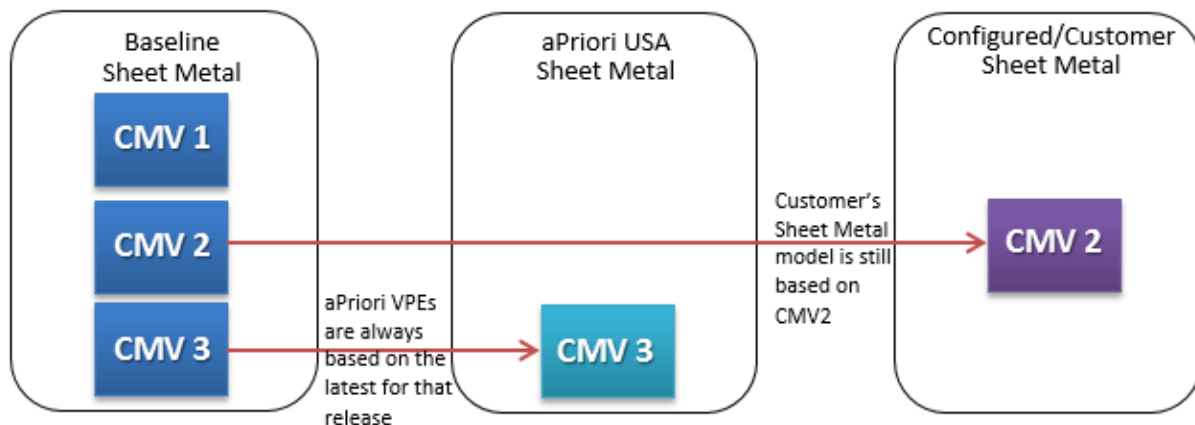 Baseline
Sheet Metal
CMV 1
CMV 2
CMV 3
aPriori VPEs
are always
based on the
latest for that
release
aPriori USA
Sheet Metal
CMV 3
Customer's
Sheet Metal
model is still
based on
CMV2
Configured/Customer
Sheet Metal
CMV 2